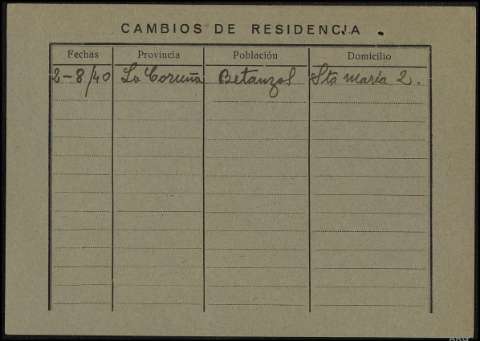 CAMBIOS DE RESIDENCIA.
Fechas Provincia Población Domicilio
2-8/40 La Coruña Betanzos Sta maría 2.